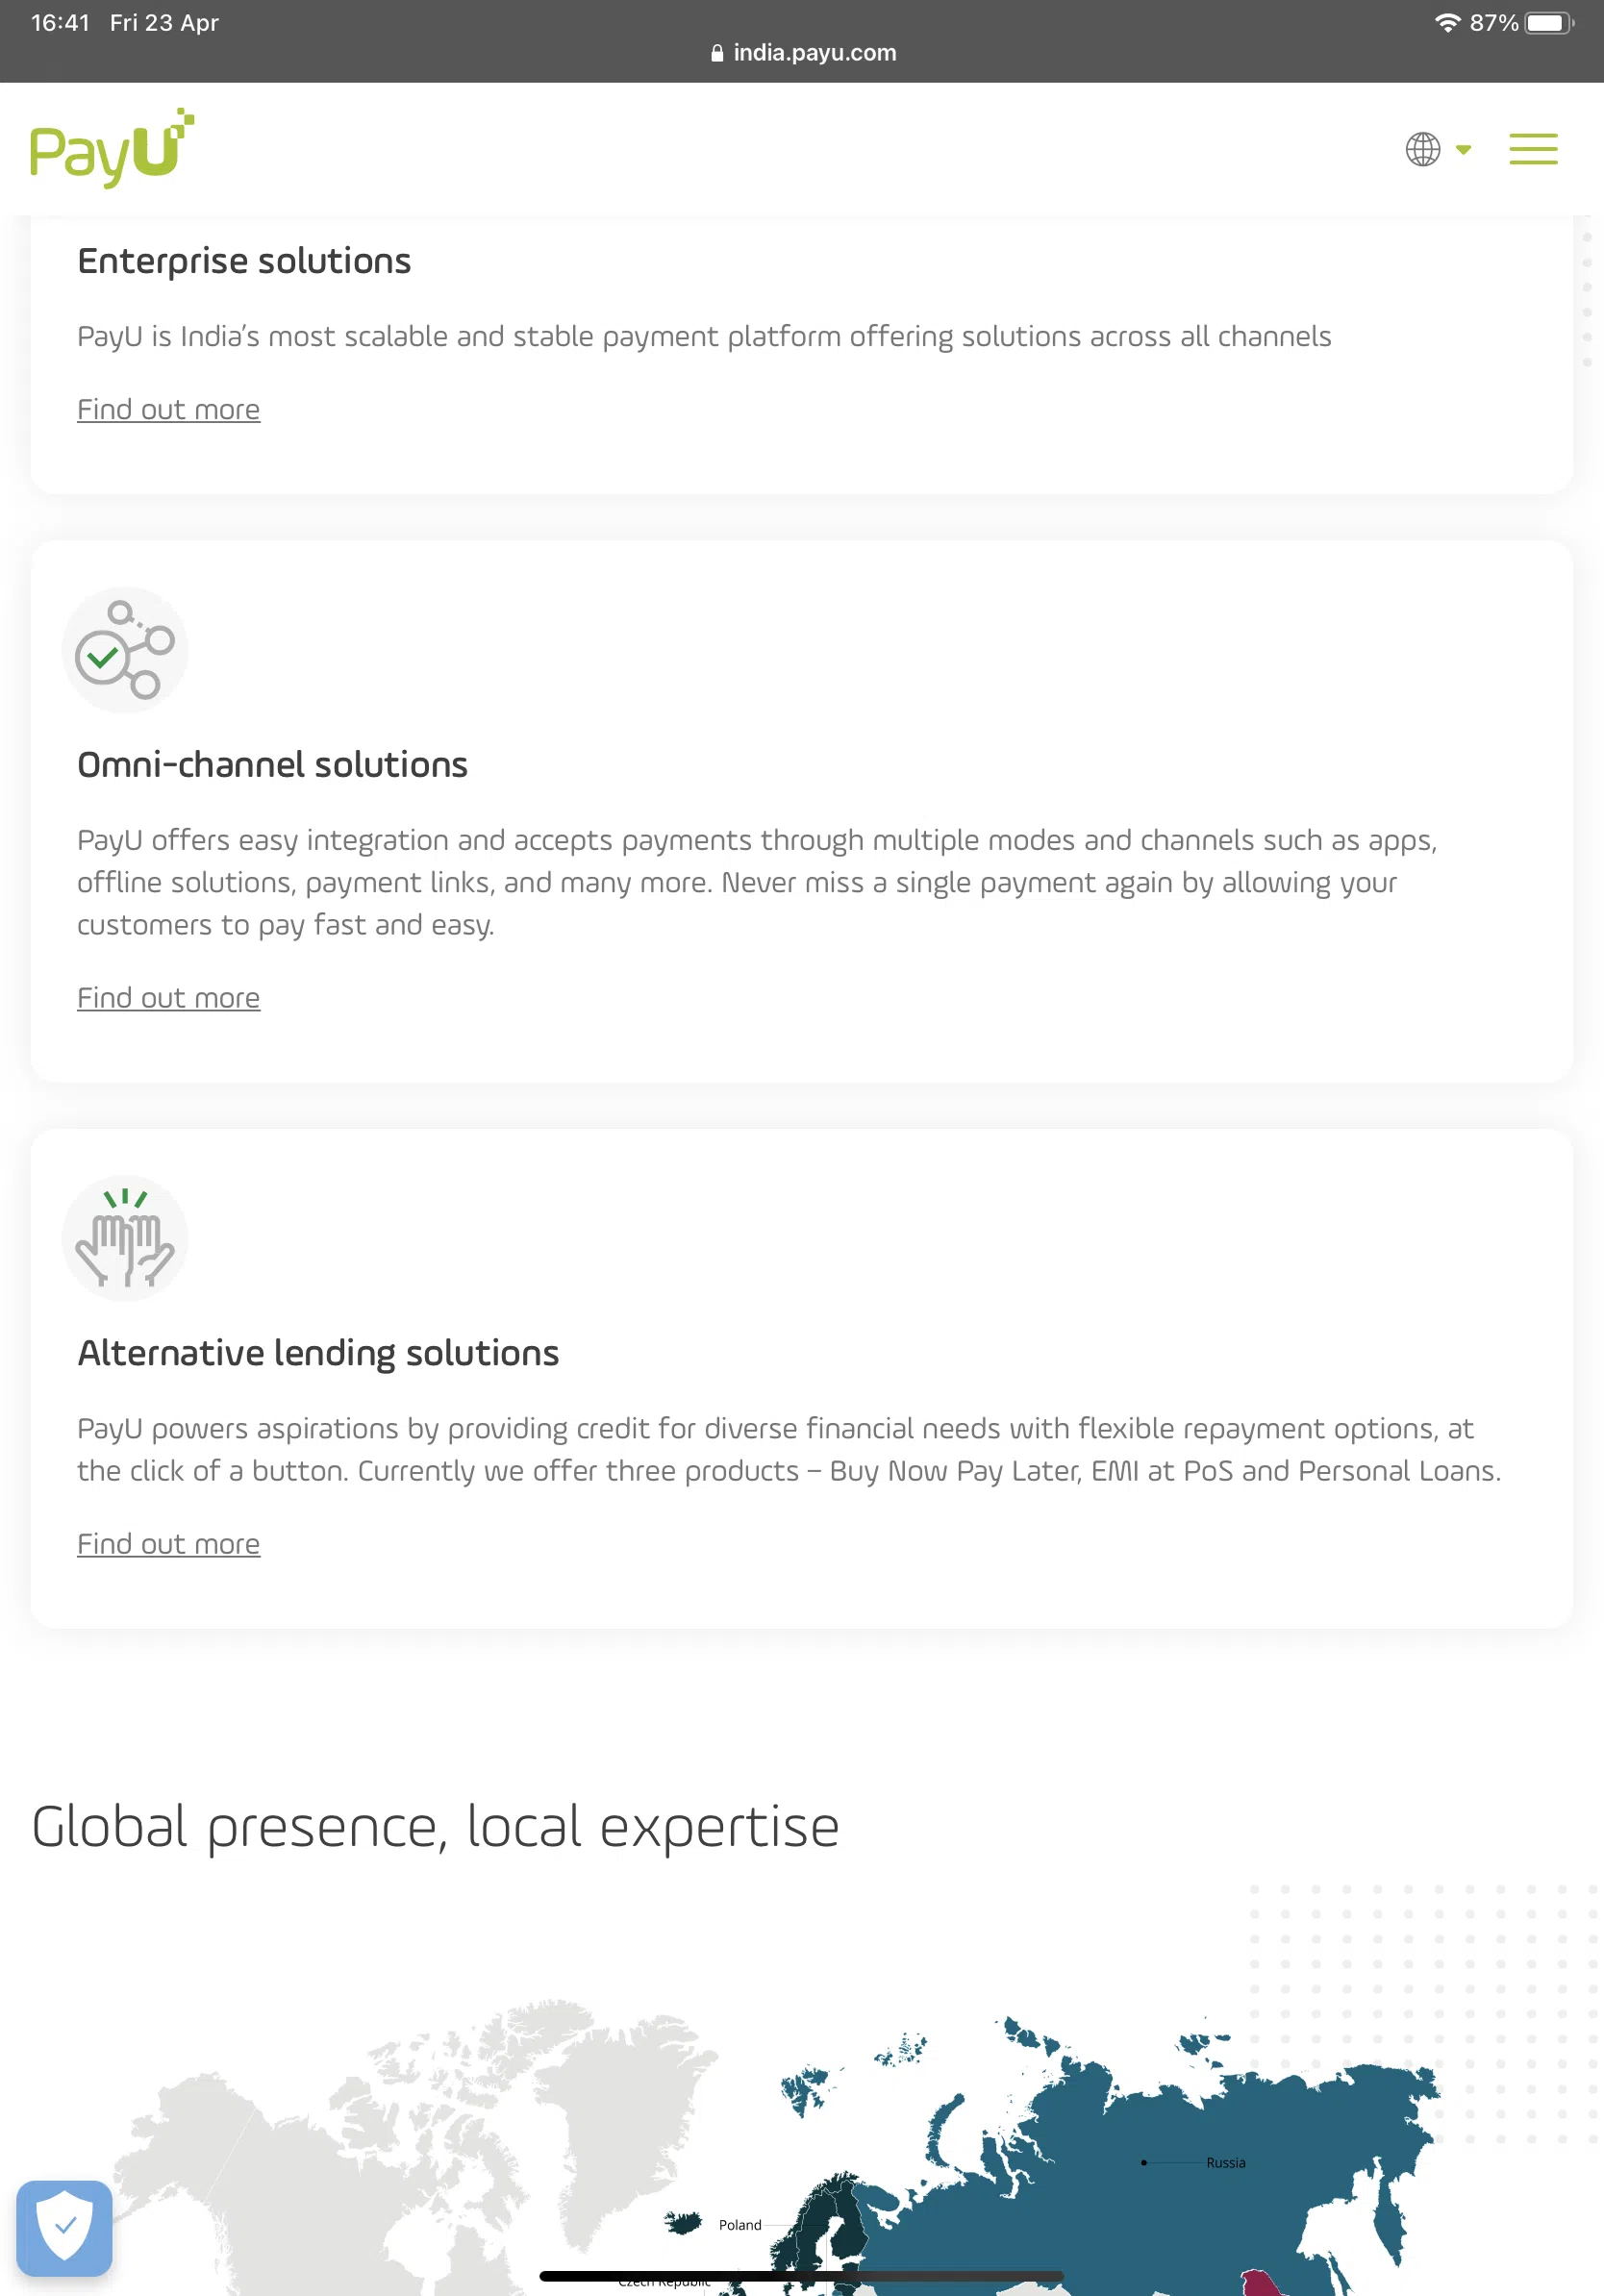 16:41 Fri 23 Apr
87%
india.payu.com
PayU
Enterprise solutions
PayU is India’s most scalable and stable payment platform offering solutions across all channels
Find out more
Omni-channel solutions
PayU offers easy integration and accepts payments through multiple modes and channels such as apps,
offline solutions, payment links, and many more. Never miss a single payment again by allowing your
customers to pay fast and easy.
Find out more
Alternative lending solutions
PayU powers aspirations by providing credit for diverse financial needs with flexible repayment options, at
the click of a button. Currently we offer three products – Buy Now Pay Later, EMI at PoS and Personal Loans.
Find out more
Global presence, local expertise
Russia
Poland
Czech Republic